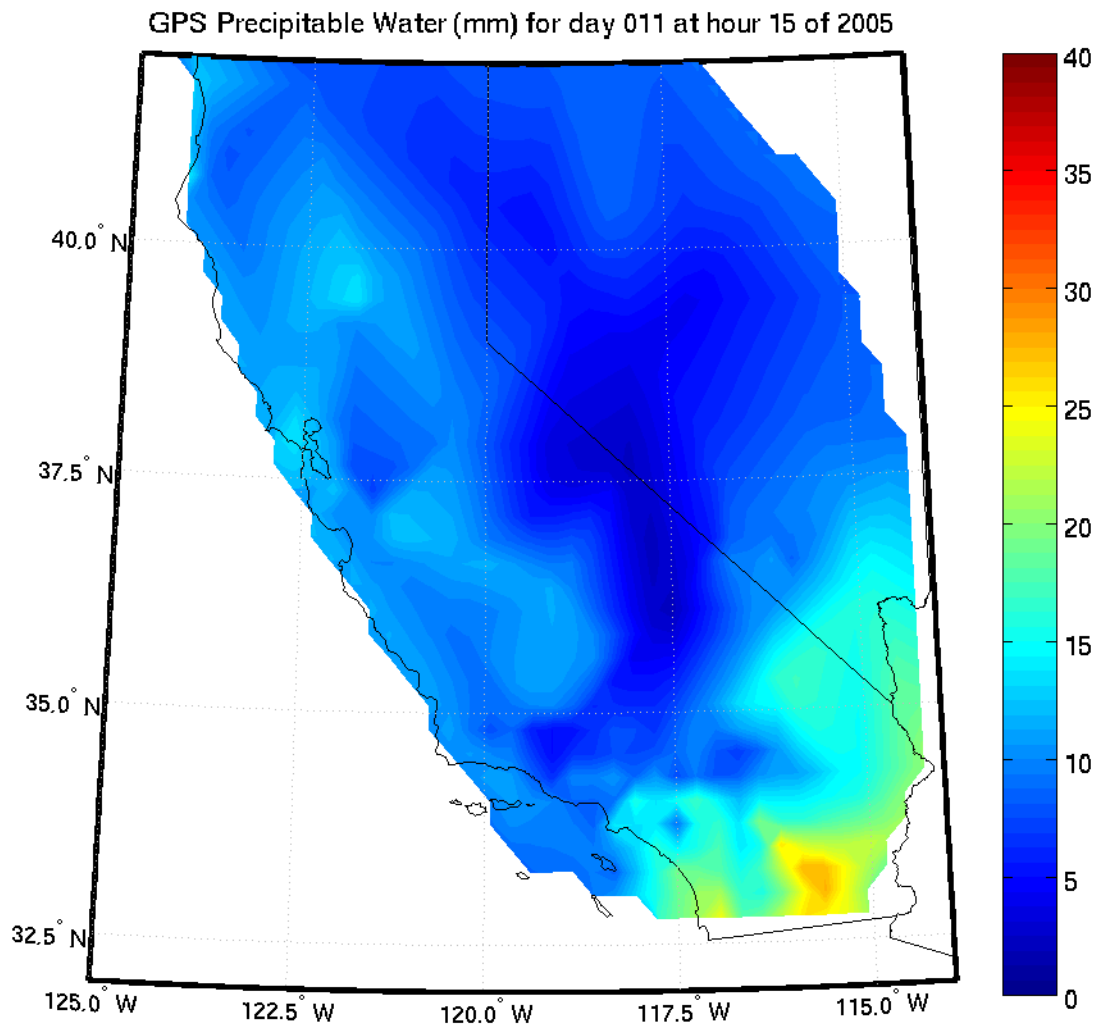 GPS Precipitable Water (mm) for day 011 at hour 15 of 2005
40
35
30
25
20
15
10
5
0
40.0° N
37.5° N
35.0° N
32.5° N
125.0° W
122.5° W
120.0° W
117.5° W
115.0° W